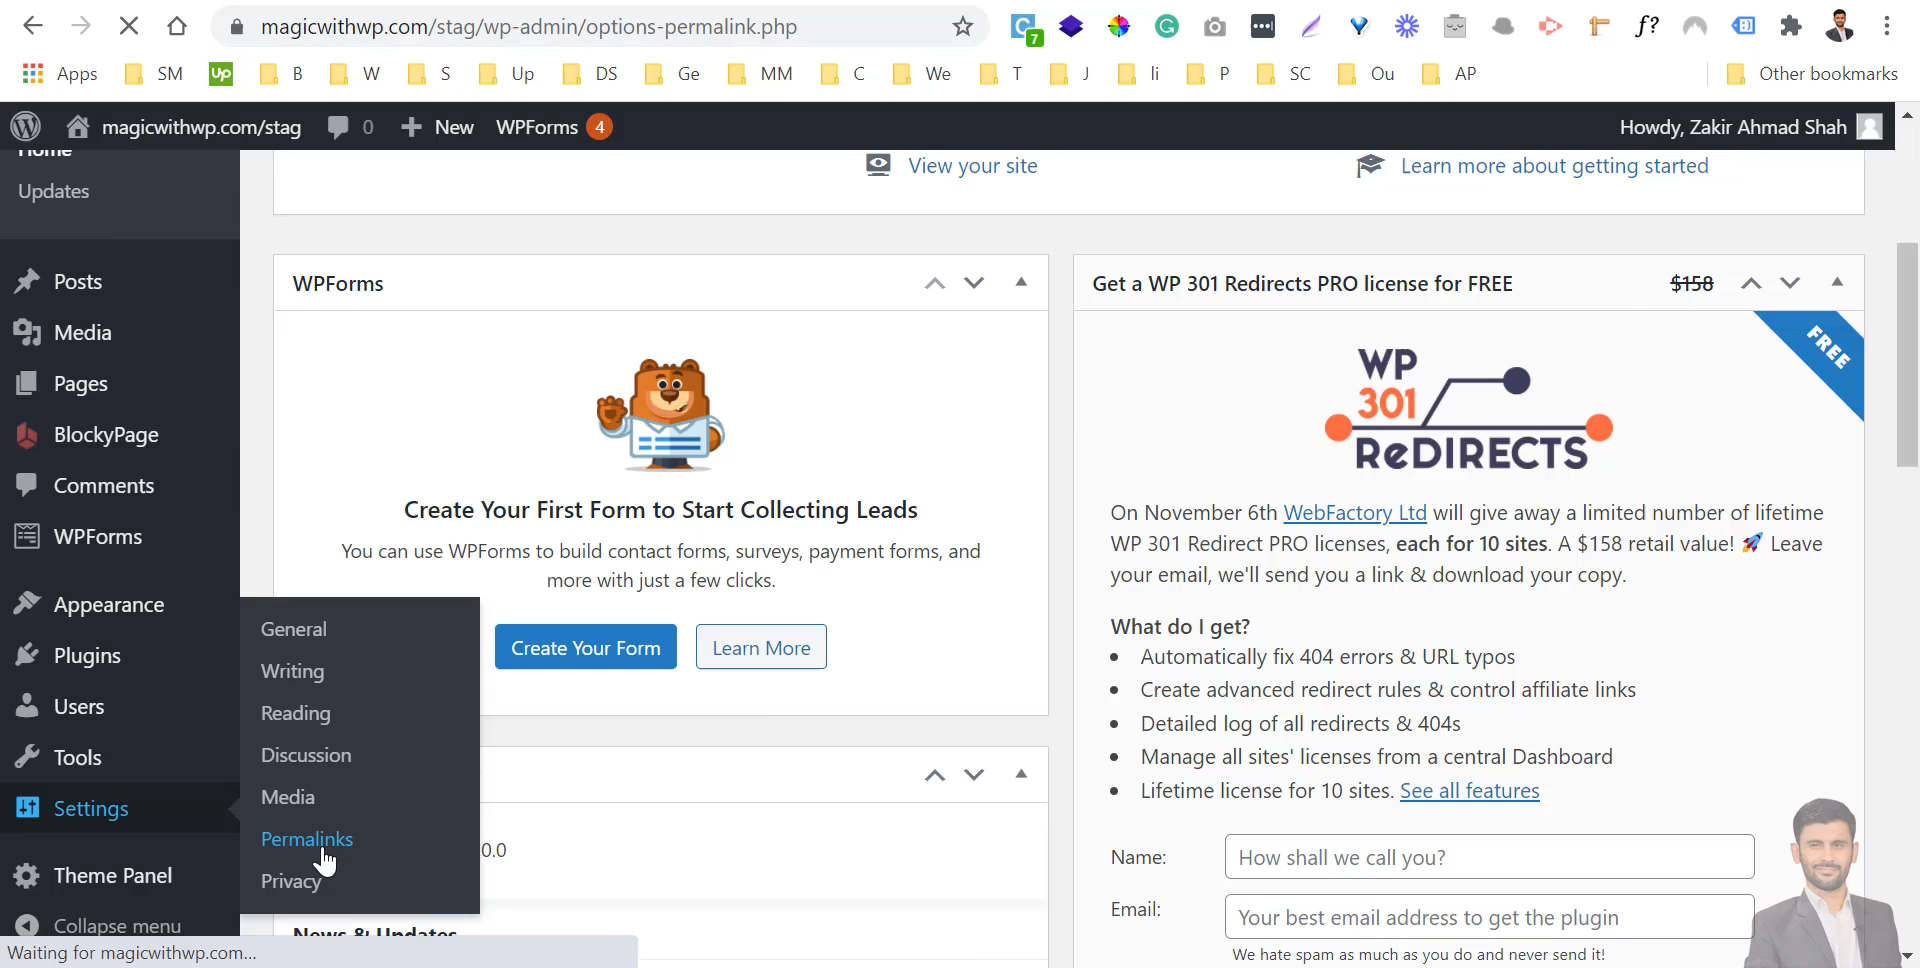 magicwithwp.com/stag/wp-admin/options-permalink.php
7
f?
Apps
SM
Up
B
W
S
Up
DS
Ge
MM
C
We
T
J
li
P
SC
Ou
AP
Other bookmarks
magicwithwp.com/stag
0
New
WPForms 4
Howdy, Zakir Ahmad Shah
Home
Updates
Posts
Media
Pages
BlockyPage
Comments
WPForms
Appearance
Plugins
Users
Tools
Settings
Theme Panel
Collapse menu
General
Writing
Reading
Discussion
Media
Permalinks
Privacy
View your site
Learn more about getting started
WPForms
Create Your First Form to Start Collecting Leads
You can use WPForms to build contact forms, surveys, payment forms, and
more with just a few clicks.
Create Your Form
Learn More
0.0
News & Updates
Get a WP 301 Redirects PRO license for FREE
$158
FREE
WP
301
ReDIRECTS
On November 6th WebFactory Ltd will give away a limited number of lifetime
WP 301 Redirect PRO licenses, each for 10 sites. A $158 retail value! 🚀 Leave
your email, we'll send you a link & download your copy.
What do I get?
• Automatically fix 404 errors & URL typos
• Create advanced redirect rules & control affiliate links
• Detailed log of all redirects & 404s
• Manage all sites' licenses from a central Dashboard
• Lifetime license for 10 sites. See all features
Name:
How shall we call you?
Email:
Your best email address to get the plugin
We hate spam as much as you do and never send it!
Waiting for magicwithwp.com...